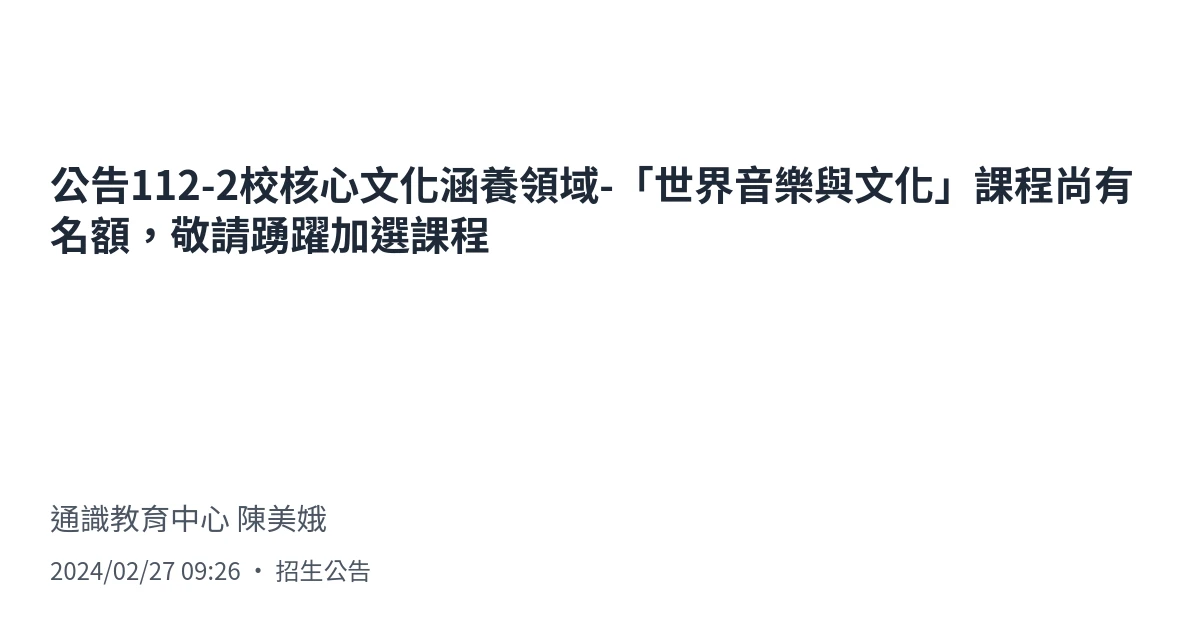 公告112-2校核心文化涵養領域-「世界音樂與文化」課程尚有
名額，敬請踴躍加選課程
通識教育中心 陳美娥
2024/02/27 09:26 • 招生公告